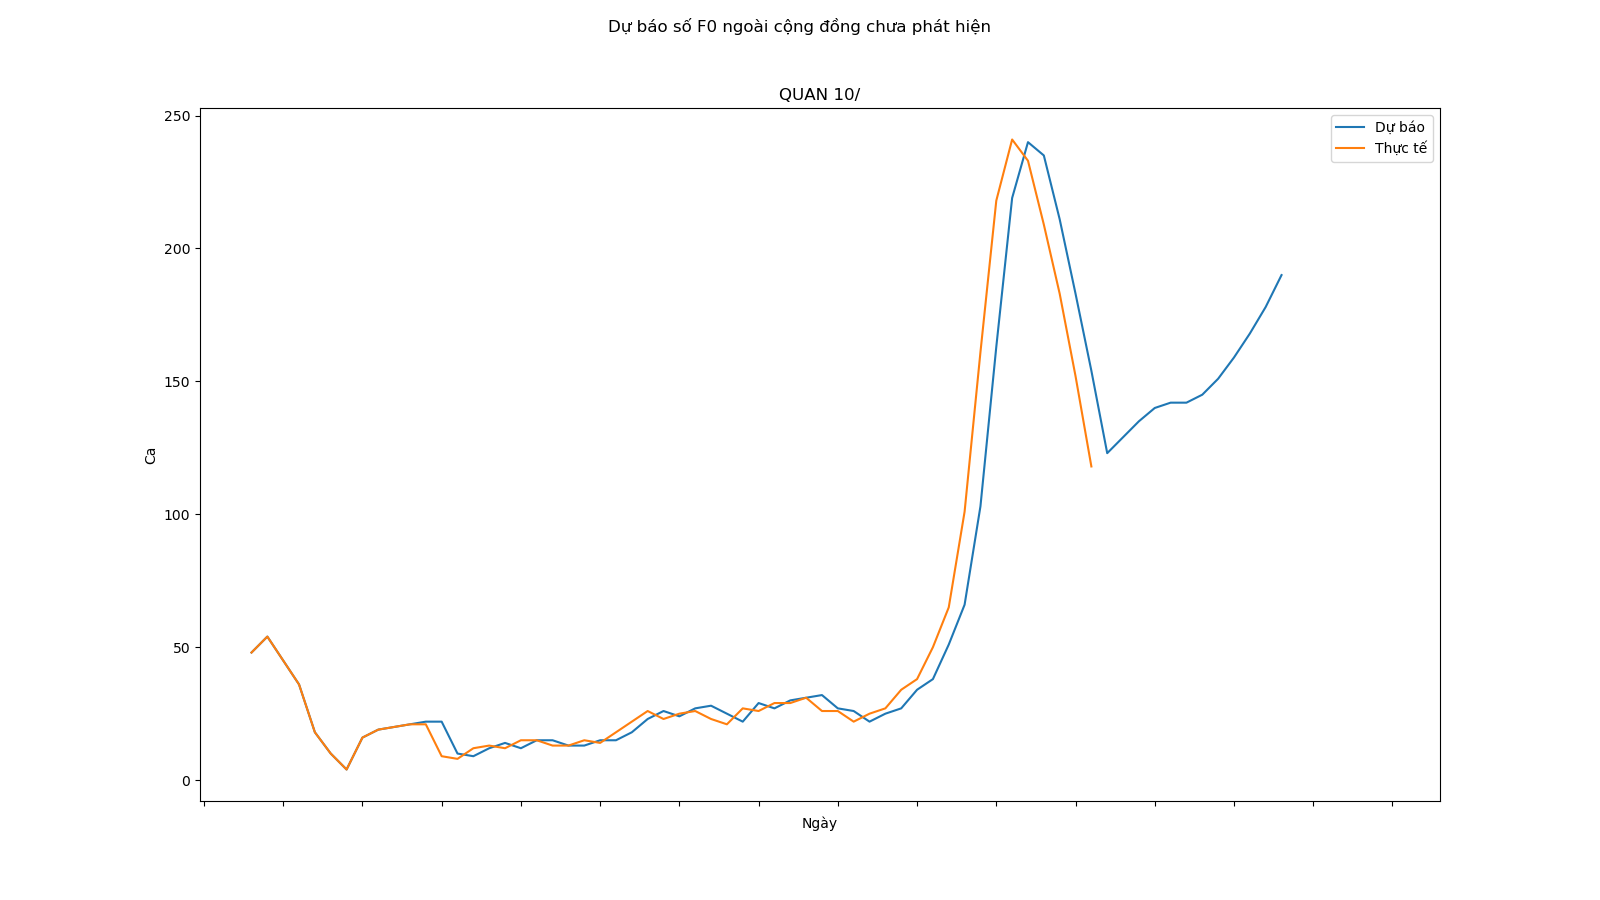 Dự báo số F0 ngoài cộng đồng chưa phát hiện
QUAN 10/
Dự báo
Thực tế
250
200
150
100
50
0
Ca
Ngày